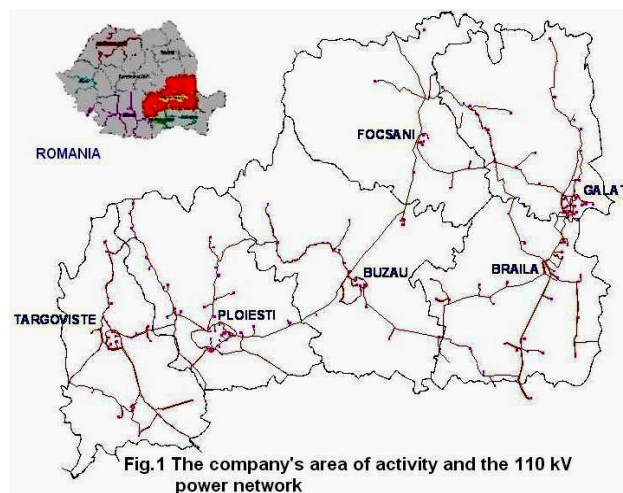 FOCSANI
ROMANIA
GALAT
BUZAU
BRAILA
TARGOVISTE
PLOIESTI
Fig.1 The company's area of activity and the 110 kV
power network